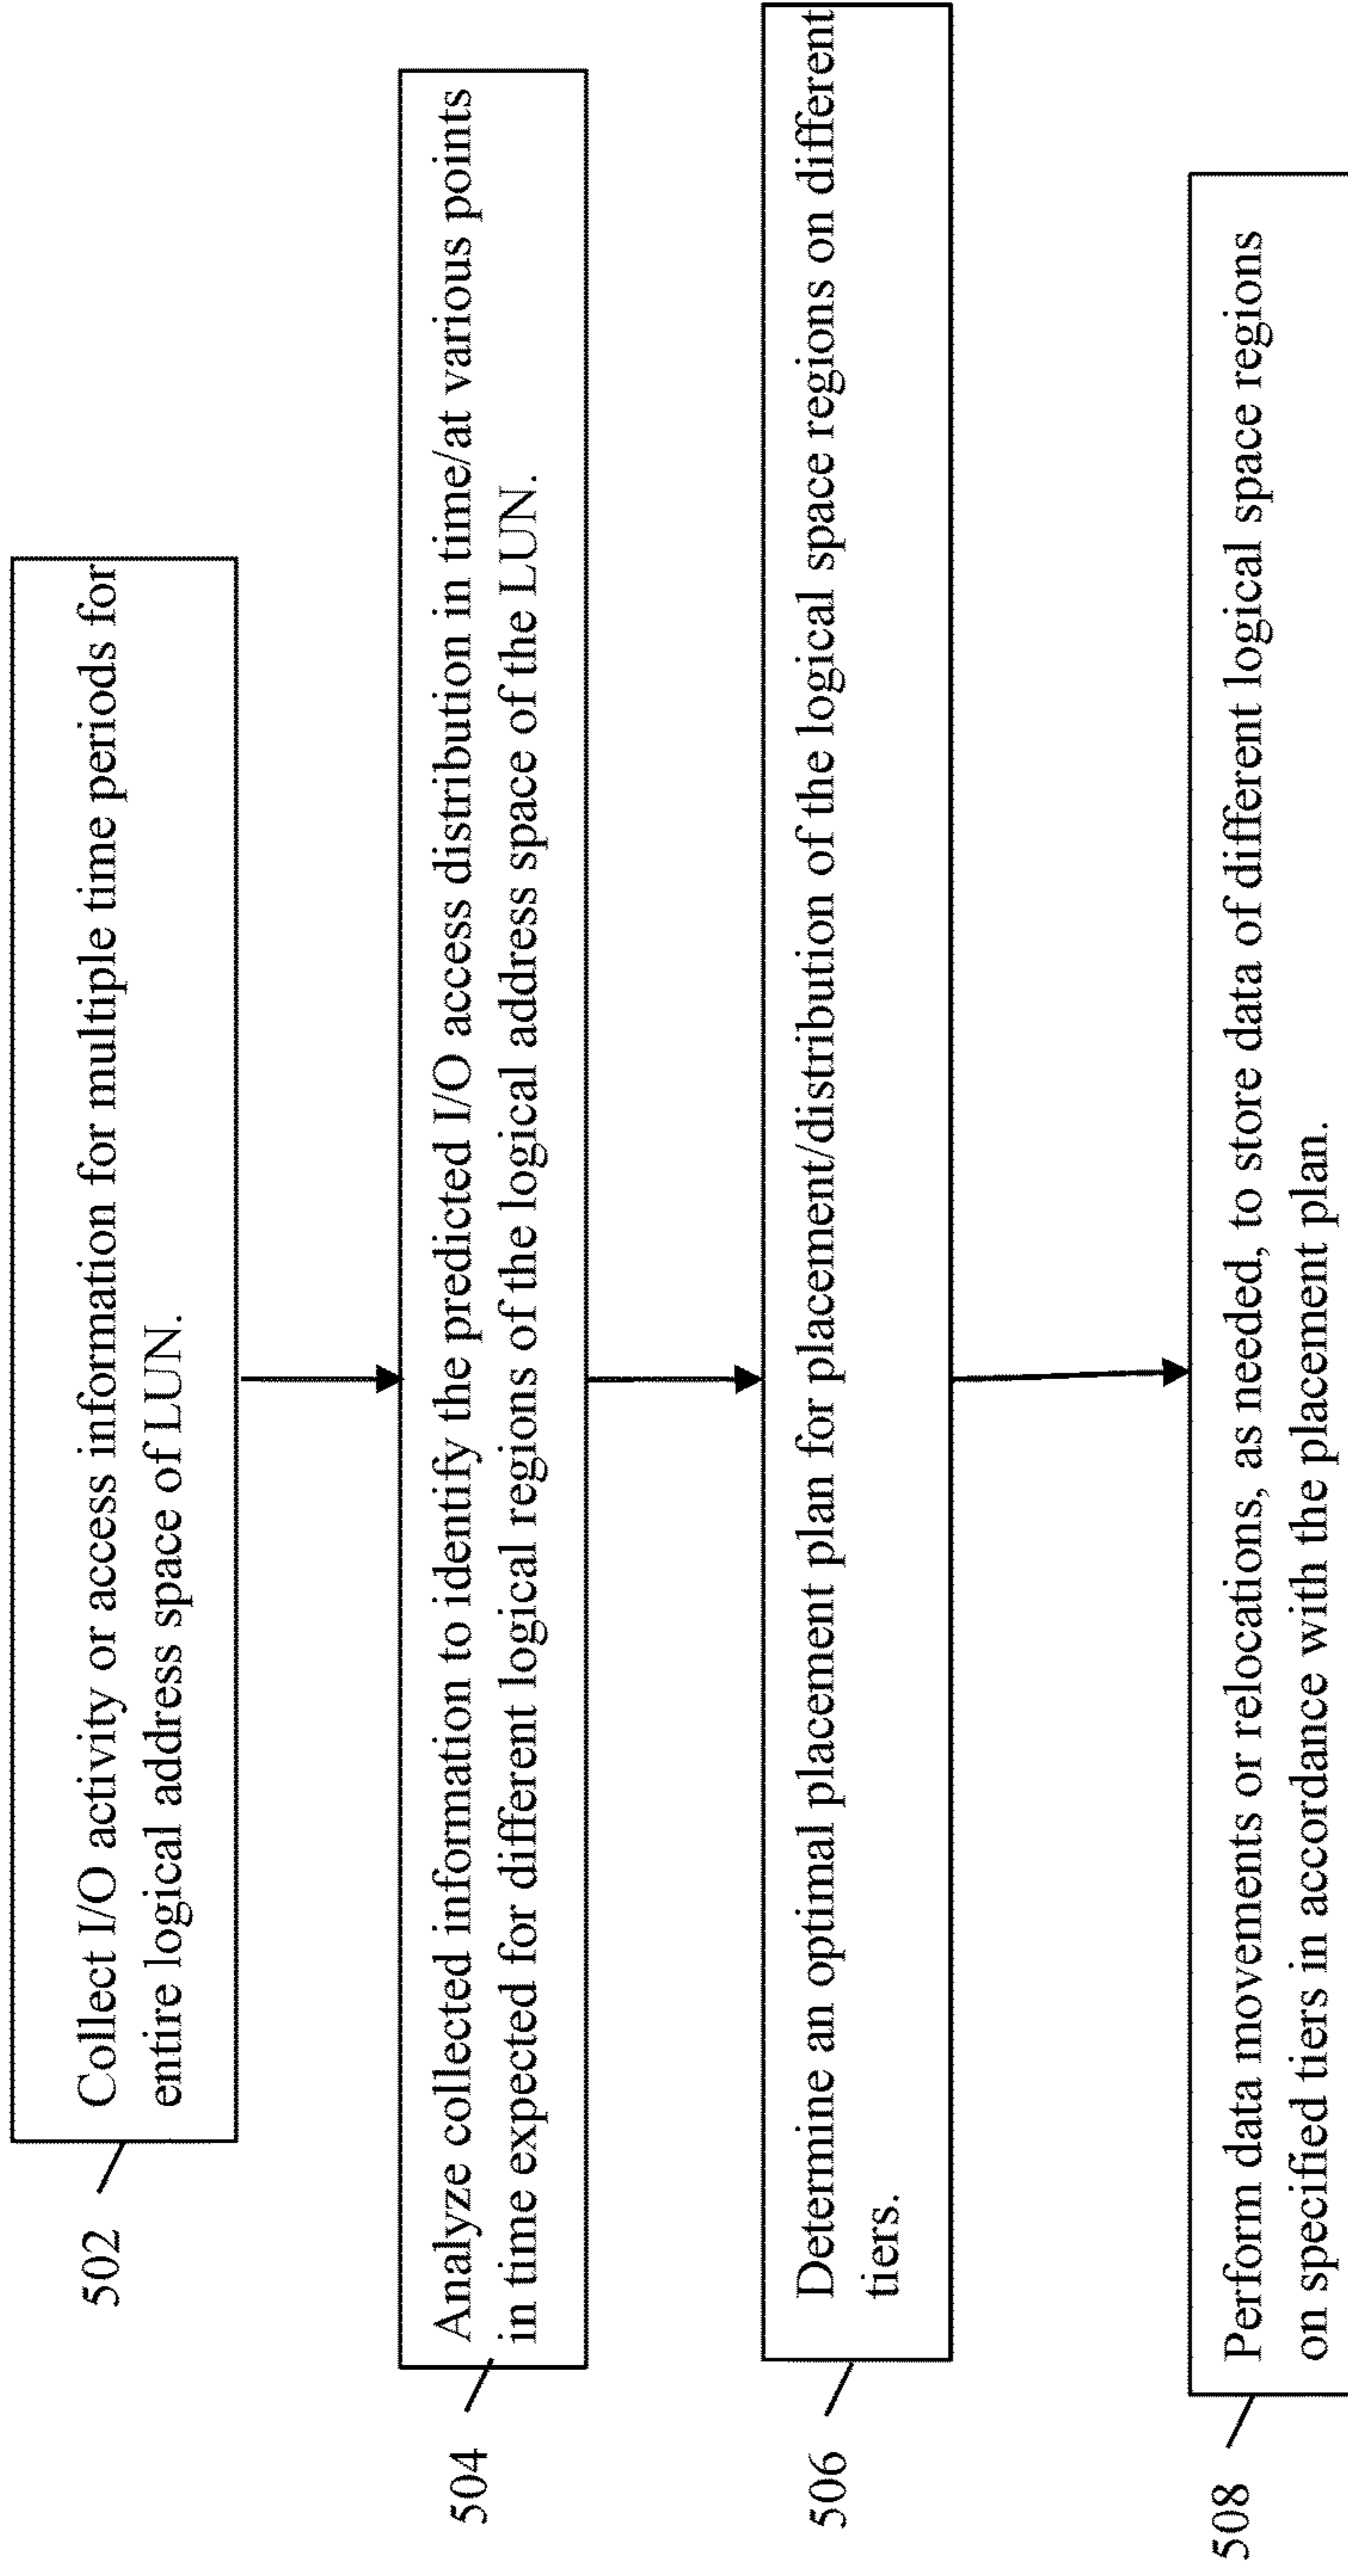 502
Collect I/O activity or access information for multiple time periods for
entire logical address space of LUN.
504
Analyze collected information to identify the predicted I/O access distribution in time/at various points
in time expected for different logical regions of the logical address space of the LUN.
506
Determine an optimal placement plan for placement/distribution of the logical space regions on different
tiers.
508
Perform data movements or relocations, as needed, to store data of different logical space regions
on specified tiers in accordance with the placement plan.